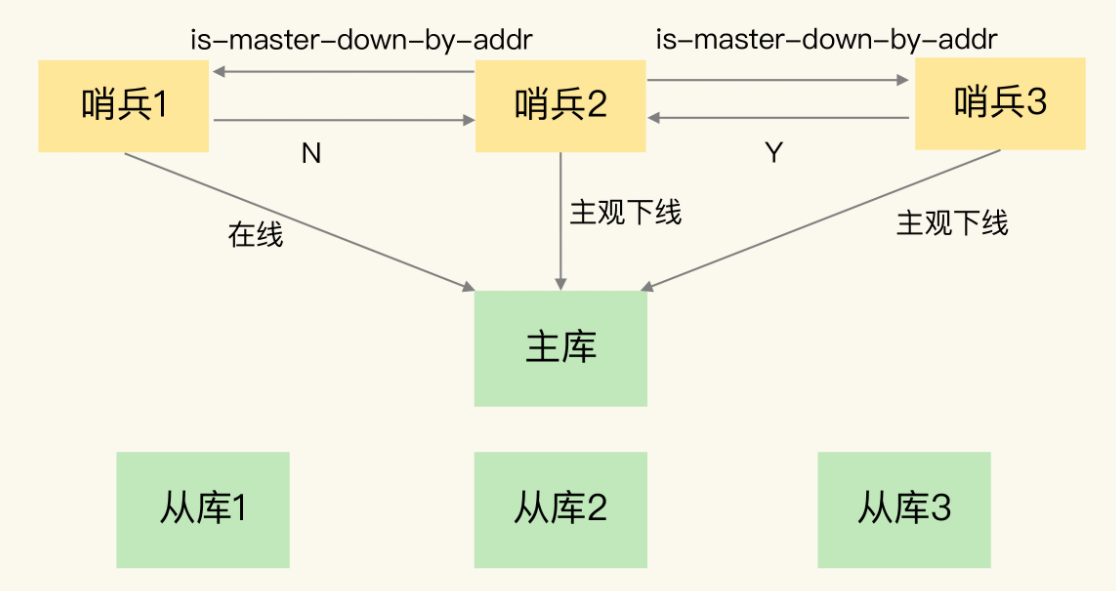 is-master-down-by-addr
is-master-down-by-addr
哨兵1
哨兵2
哨兵3
N
Y
在线
主观下线
主观下线
主库
从库1
从库2
从库3